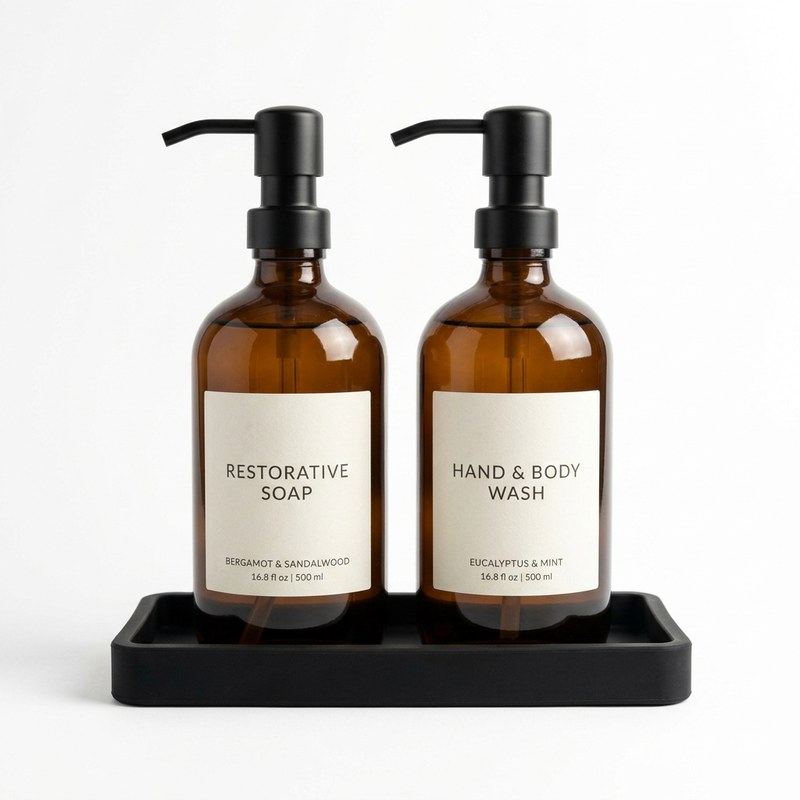 RESTORATIVE
SOAP
BERGAMOT & SANDALWOOD
16.8 fl oz | 500 ml
HAND & BODY
WASH
EUCALYPTUS & MINT
16.8 fl oz | 500 ml